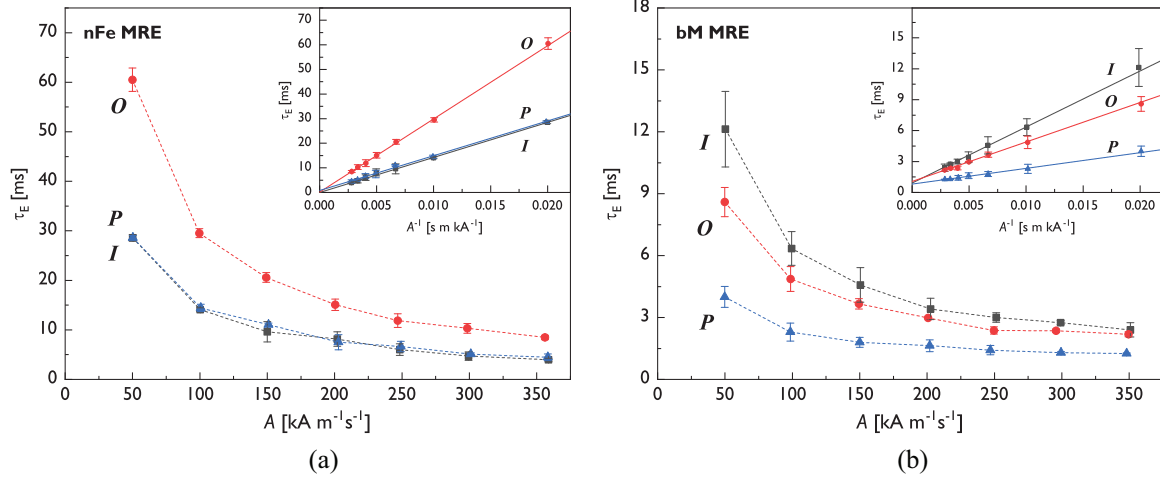 nFe MRE
τE [ms]
70
60
50
40
30
20
10
0
O
P
I
0
50
100
150
200
250
300
350
A [kA m⁻¹s⁻¹]
τE [ms]
60
50
40
30
20
10
0
O
P
I
0.000
0.005
0.010
0.015
0.020
A⁻¹ [s m kA⁻¹]
(a)
bM MRE
τE [ms]
18
15
12
9
6
3
0
I
O
P
0
50
100
150
200
250
300
350
A [kA m⁻¹s⁻¹]
τE [ms]
18
15
12
9
6
3
0
I
O
P
0.000
0.005
0.010
0.015
0.020
A⁻¹ [s m kA⁻¹]
(b)